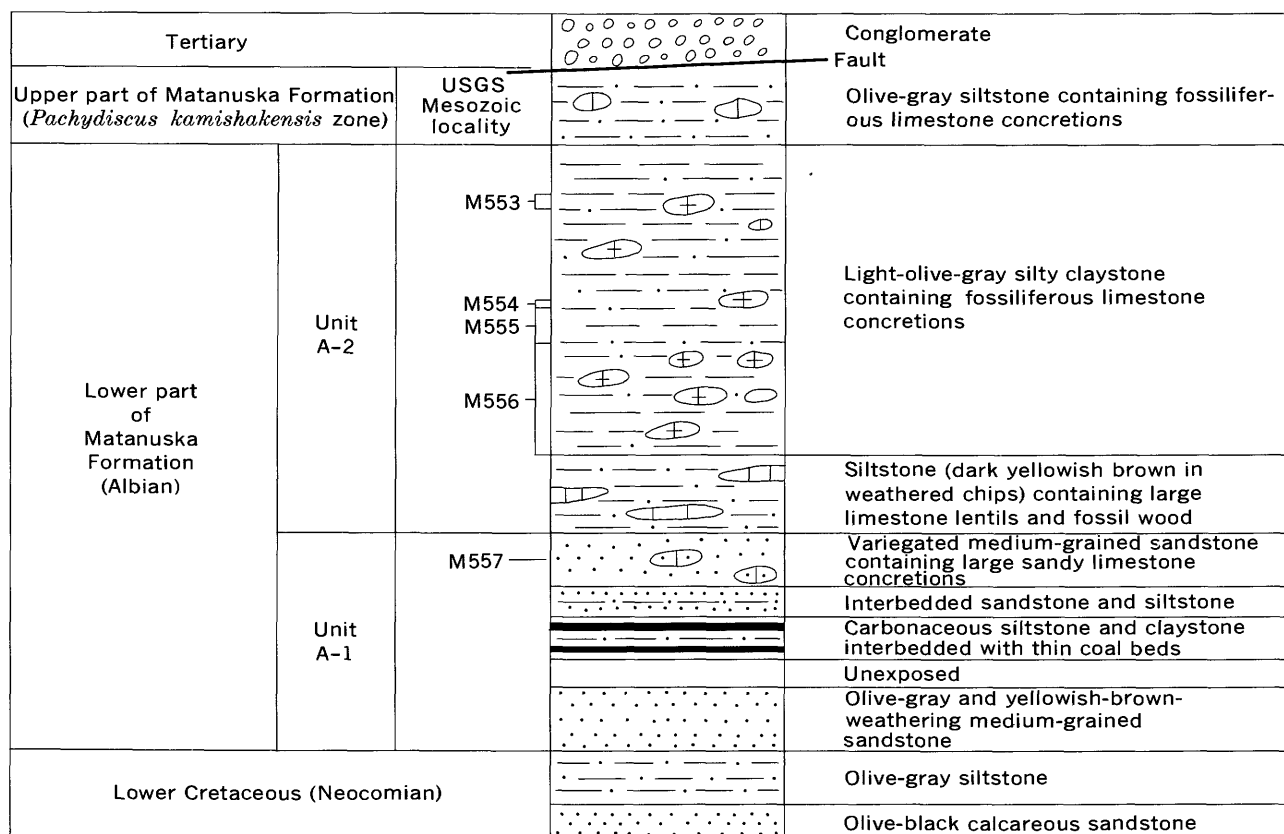 Tertiary
Conglomerate
Fault
Upper part of Matanuska Formation
(Pachydiscus kamishakensis zone)
USGS
Mesozoic
locality
Olive-gray siltstone containing fossilifer-
ous limestone concretions
Lower part
of
Matanuska
Formation
(Albian)
Unit
A-2
M553
M554
M555
M556
Light-olive-gray silty claystone
containing fossiliferous limestone
concretions
Siltstone (dark yellowish brown in
weathered chips) containing large
limestone lentils and fossil wood
Unit
A-1
M557
Variegated medium-grained sandstone
containing large sandy limestone
concretions
Interbedded sandstone and siltstone
Carbonaceous siltstone and claystone
interbedded with thin coal beds
Unexposed
Olive-gray and yellowish-brown-
weathering medium-grained
sandstone
Lower Cretaceous (Neocomian)
Olive-gray siltstone
Olive-black calcareous sandstone